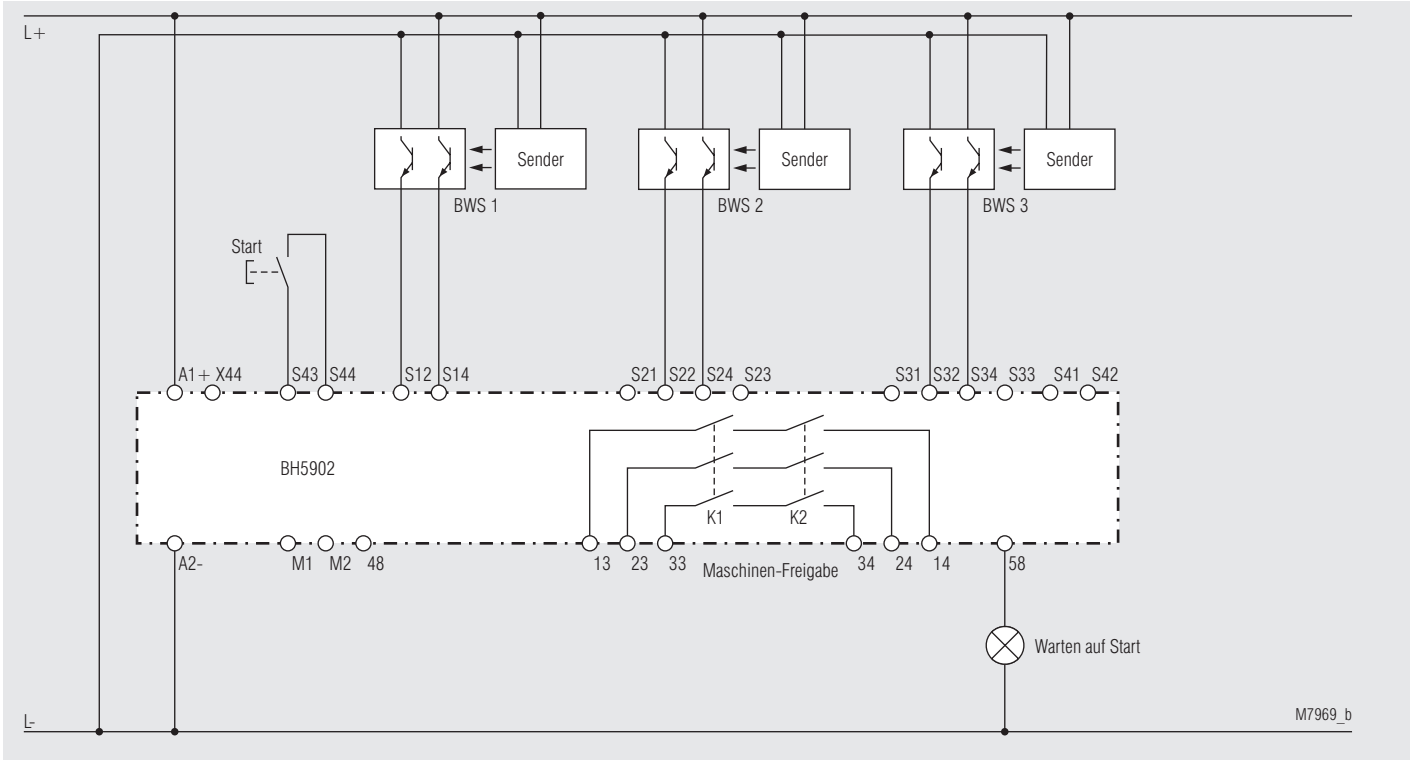 L+
Sender
Sender
Sender
BWS 1
BWS 2
BWS 3
Start
A1+ X44 S43 S44 S12 S14 S21 S22 S24 S23 S31 S32 S34 S33 S41 S42
BH5902
K1 K2
A2- M1 M2 48 13 23 33 Maschinen-Freigabe 34 24 14 58
Warten auf Start
L-
M7969_b